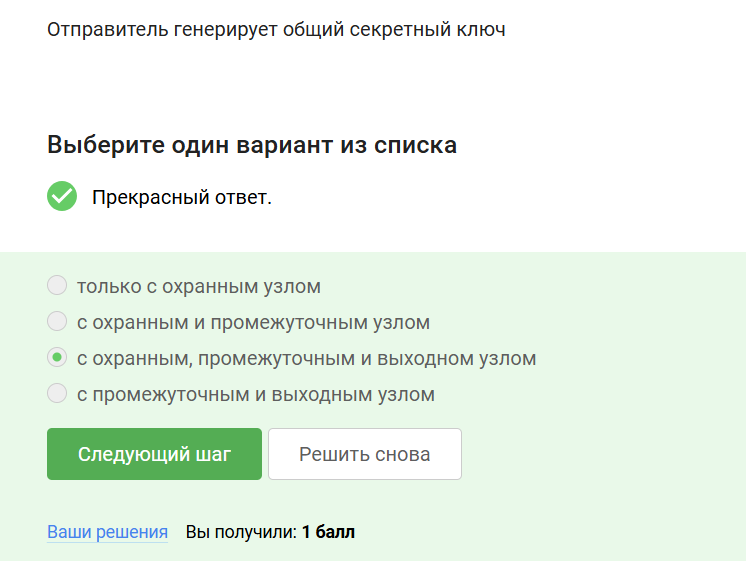 Отправитель генерирует общий секретный ключ
Выберите один вариант из списка
Прекрасный ответ.
только с охранным узлом
с охранным и промежуточным узлом
с охранным, промежуточным и выходном узлом
с промежуточным и выходным узлом
Следующий шаг Решить снова
Ваши решения Вы получили: 1 балл